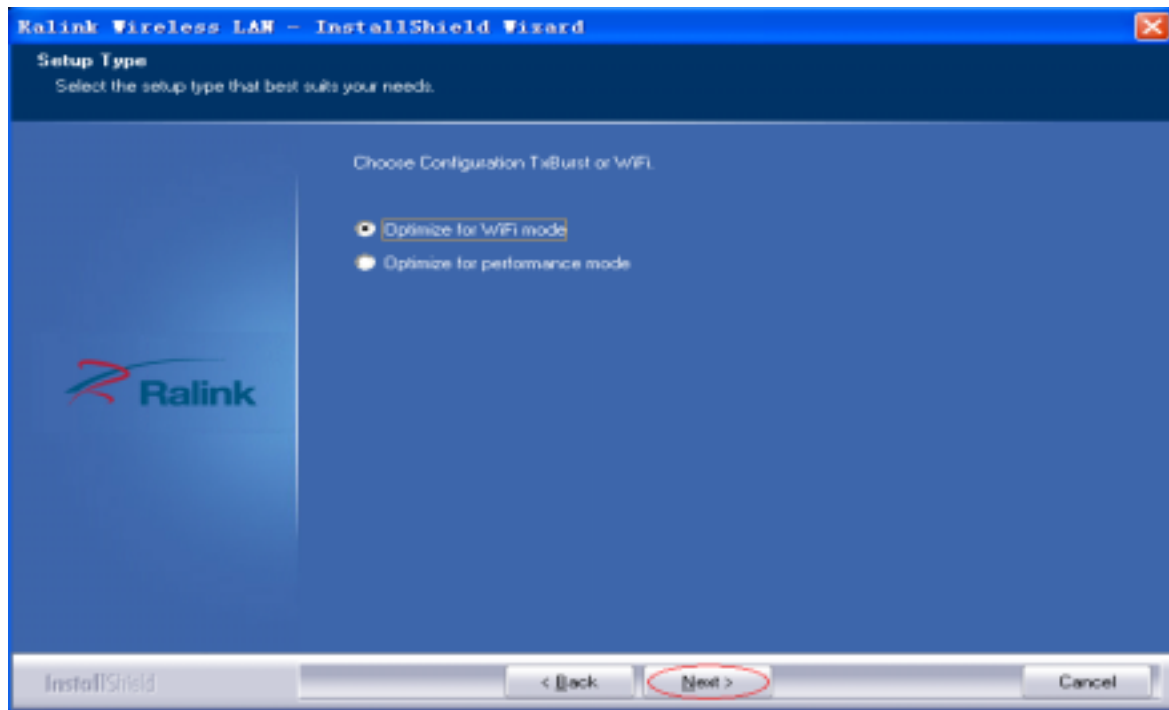 Ralink Wireless LAN - InstallShield Wizard
Setup Type
Select the setup type that best suits your needs.
Choose Configuration TxBurst or WiFi.
Optimize for WiFi mode
Optimize for performance mode
Ralink
InstallShield
< Back
Next >
Cancel